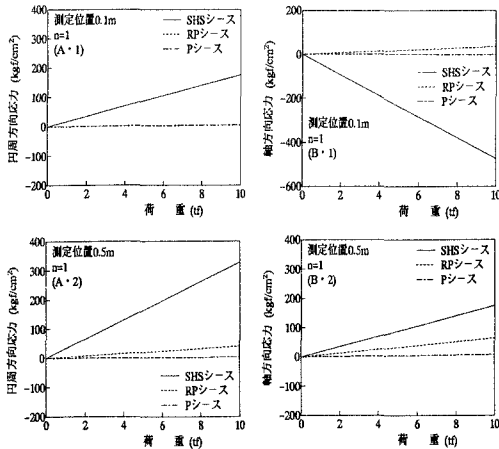 円周方向応力 (kgf/cm²)
400
300
200
100
0
-100
-200
測定位置0.1m
n=1
(A・1)
SHSシース
RPシース
Pシース
0 2 4 6 8 10
荷 重 (tf)
軸方向応力 (kgf/cm²)
200
0
-200
-400
-600
SHSシース
RPシース
Pシース
測定位置0.1m
n=1
(B・1)
0 2 4 6 8 10
荷 重 (tf)
円周方向応力 (kgf/cm²)
400
300
200
100
0
-100
-200
測定位置0.5m
n=1
(A・2)
SHSシース
RPシース
Pシース
0 2 4 6 8 10
荷 重 (tf)
軸方向応力 (kgf/cm²)
400
300
200
100
0
-100
-200
測定位置0.5m
n=1
(B・2)
SHSシース
RPシース
Pシース
0 2 4 6 8 10
荷 重 (tf)